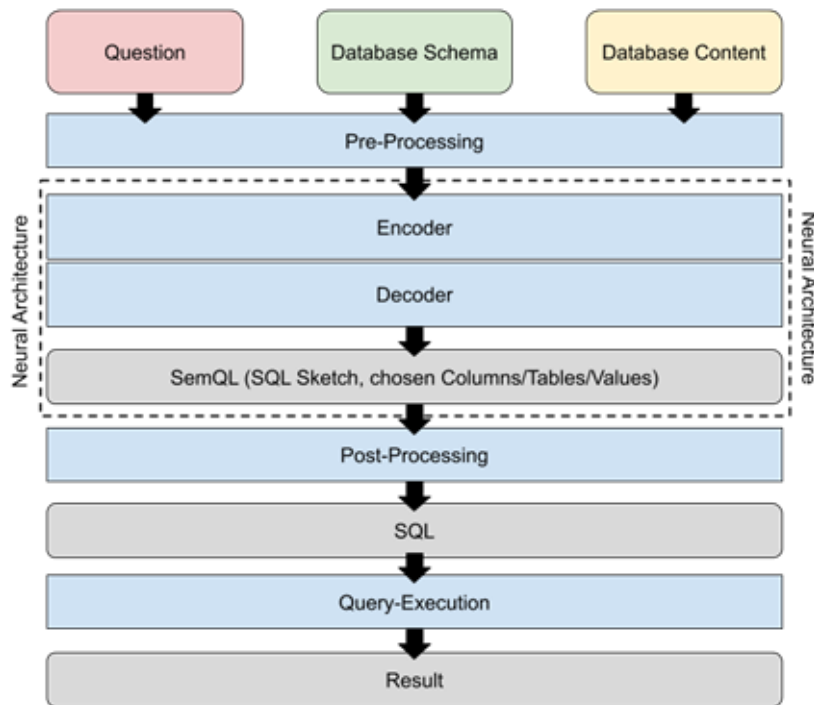 Question
Database Schema
Database Content
Pre-Processing
Neural Architecture
Encoder
Decoder
SemQL (SQL Sketch, chosen Columns/Tables/Values)
Neural Architecture
Post-Processing
SQL
Query-Execution
Result